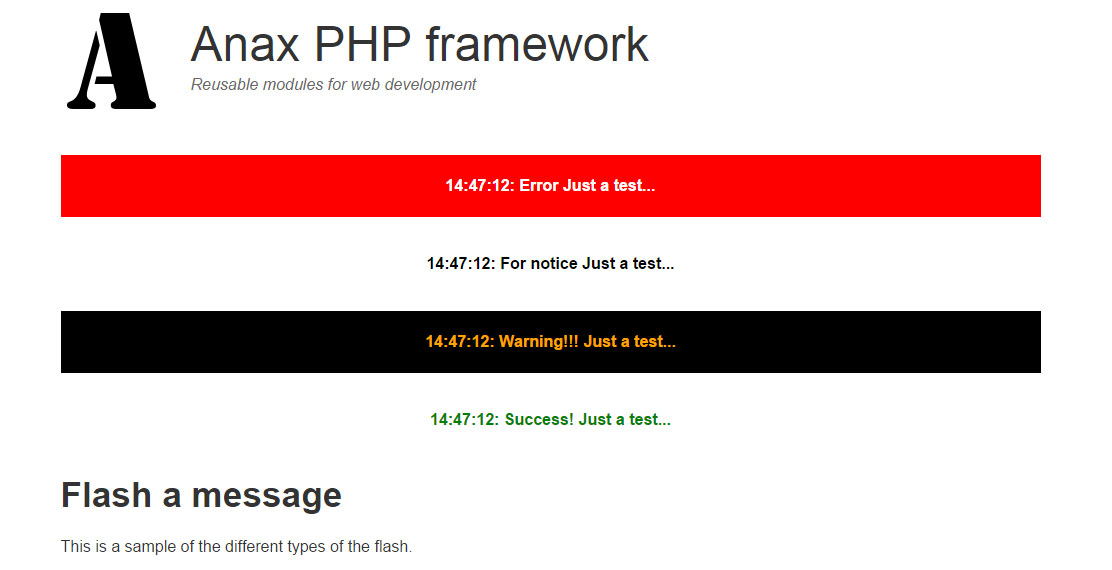 A
Anax PHP framework
Reusable modules for web development
14:47:12: Error Just a test...
14:47:12: For notice Just a test...
14:47:12: Warning!!! Just a test...
14:47:12: Success! Just a test...
Flash a message
This is a sample of the different types of the flash.